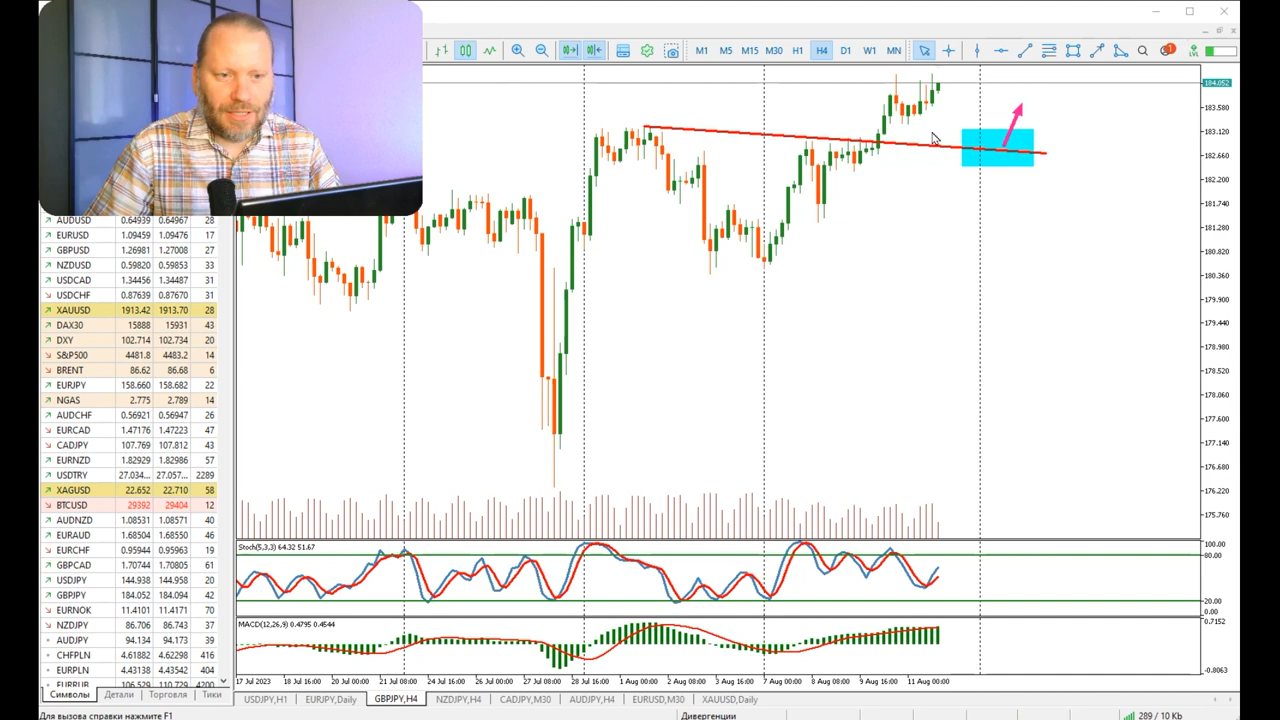 M1 M5 M15 M30 H1 H4 D1 W1 MN 1 LVL
AUDUSD 0.64939 0.64967 28
EURUSD 1.09459 1.09476 17
GBPUSD 1.26981 1.27008 27
NZDUSD 0.59820 0.59853 33
USDCAD 1.34456 1.34487 31
USDCHF 0.87639 0.87670 31
XAUUSD 1913.42 1913.70 28
DAX30 15888 15931 43
DXY 102.714 102.734 20
S&P500 4481.8 4483.2 14
BRENT 86.62 86.68 6
EURJPY 158.660 158.682 22
NGAS 2.775 2.789 14
AUDCHF 0.56921 0.56947 26
EURCAD 1.47176 1.47223 47
CADJPY 107.769 107.812 43
EURNZD 1.82929 1.82986 57
USDTRY 27.034... 27.057... 2289
XAGUSD 22.652 22.710 58
BTCUSD 29392 29404 12
AUDNZD 1.08531 1.08571 40
EURAUD 1.68504 1.68550 46
EURCHF 0.95944 0.95963 19
GBPCAD 1.70744 1.70805 61
USDJPY 144.938 144.958 20
GBPJPY 184.052 184.094 42
EURNOK 11.4101 11.4171 70
NZDJPY 86.706 86.743 37
AUDJPY 94.134 94.173 39
CHFPLN 4.61882 4.62298 416
EURPLN 4.43138 4.43542 404
Символы Детали Торговля Тики
184.052
183.580
183.120
182.660
182.200
181.740
181.280
180.820
180.360
179.900
179.440
178.980
178.520
178.060
177.600
177.140
176.680
176.220
175.760
Stoch(5,3,3) 64.32 51.67
100.00
80.00
20.00
0.00
MACD(12,26,9) 0.4795 0.4544
0.7152
-0.8063
17 Jul 2023 18 Jul 16:00 20 Jul 00:00 21 Jul 08:00 24 Jul 16:00 26 Jul 00:00 27 Jul 08:00 28 Jul 16:00 1 Aug 00:00 2 Aug 08:00 3 Aug 16:00 7 Aug 00:00 8 Aug 08:00 9 Aug 16:00 11 Aug 00:00
USDJPY,H1 EURJPY,Daily GBPJPY,H4 NZDJPY,H4 CADJPY,M30 AUDJPY,H4 EURUSD,M30 XAUUSD,Daily
Для вызова справки нажмите F1 Дивергенции 289 / 10 Kb